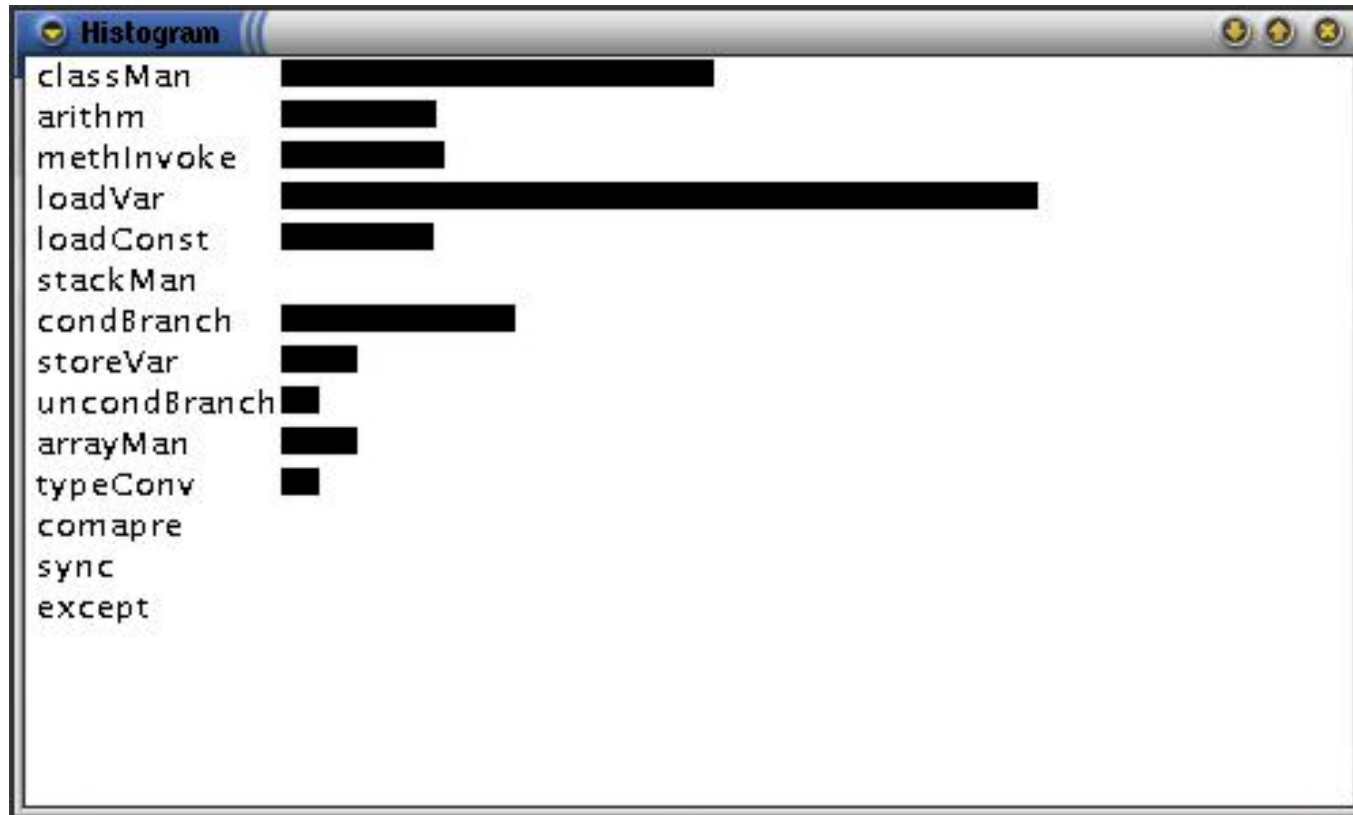 Histogram
classMan
arithm
methInvoke
loadVar
loadConst
stackMan
condBranch
storeVar
uncondBranch
arrayMan
typeConv
comapre
sync
except